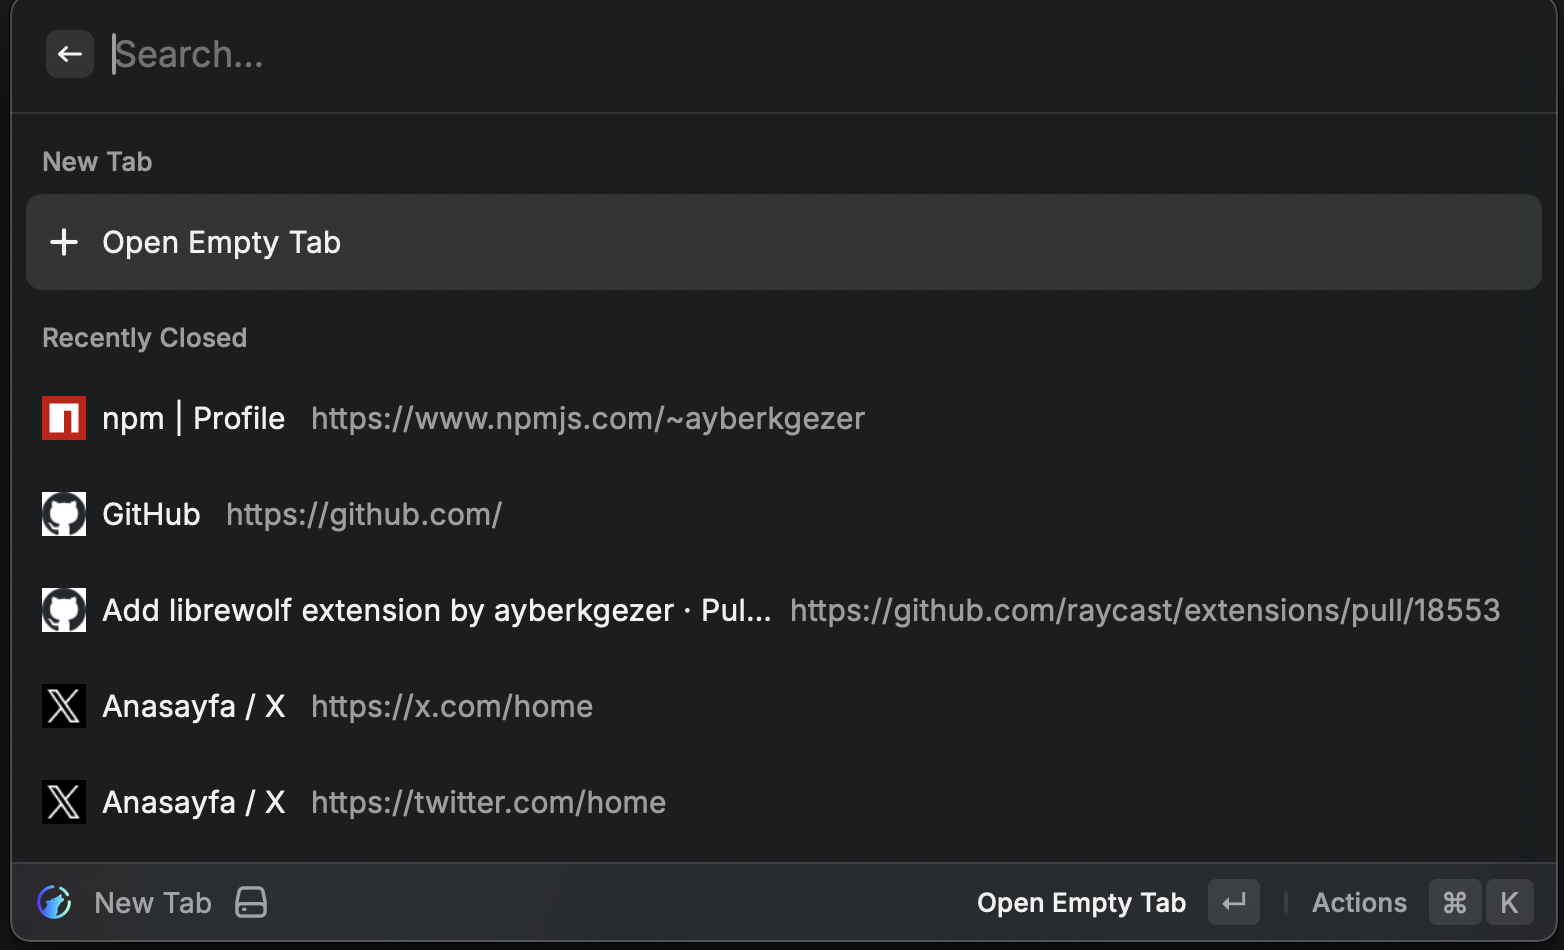 Search...
New Tab
Open Empty Tab
Recently Closed
npm | Profile https://www.npmjs.com/~ayberkgezer
GitHub https://github.com/
Add librewolf extension by ayberkgezer · Pul... https://github.com/raycast/extensions/pull/18553
Anasayfa / X https://x.com/home
Anasayfa / X https://twitter.com/home
New Tab Open Empty Tab ↵ Actions ⌘ K